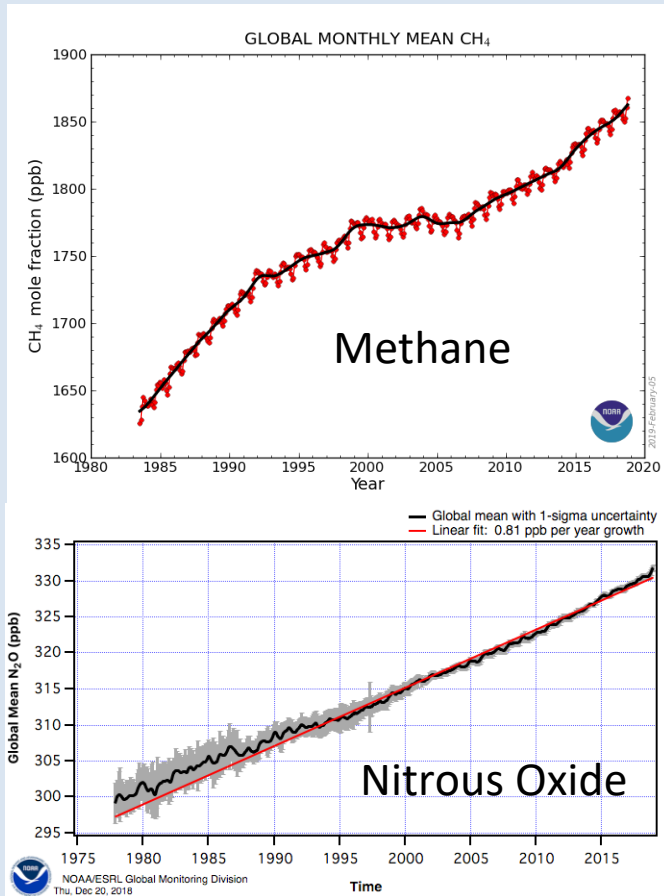 GLOBAL MONTHLY MEAN CH₄
1900
1850
1800
1750
1700
1650
1600
CH₄ mole fraction (ppb)
Methane
NOAA
2019-February-05
1980 1985 1990 1995 2000 2005 2010 2015 2020
Year
Global mean with 1-sigma uncertainty
Linear fit: 0.81 ppb per year growth
335
330
325
320
315
310
305
300
295
Global Mean N₂O (ppb)
Nitrous Oxide
1975 1980 1985 1990 1995 2000 2005 2010 2015
NOAA/ESRL Global Monitoring Division
Thu, Dec 20, 2018
Time